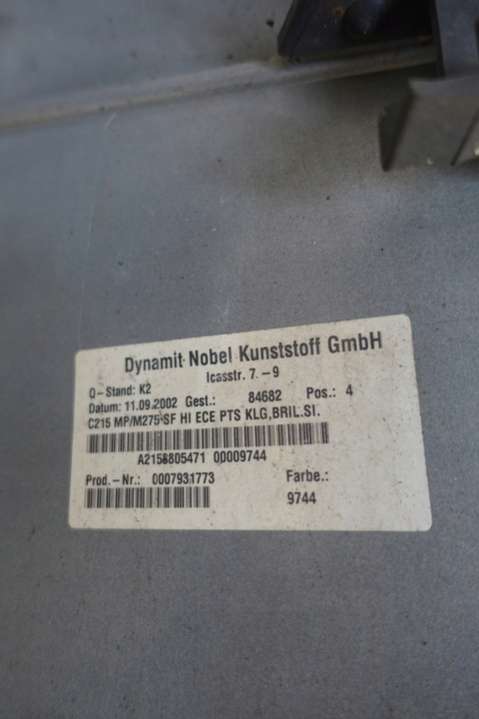 Dynamit Nobel Kunststoff GmbH
Icasstr. 7.-9
Q-Stand: K2
Datum: 11.09.2002 Gest.: 84682 Pos.: 4
C215 MP/M275-SF HI ECE PTS KLG,BRIL.SI.
A2158805471 00009744
Prod.-Nr.: 0007931773 Farbe.:
9744